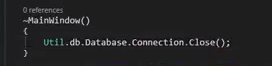 0 references
~MainWindow()
{
    Util.db.Database.Connection.Close();
}